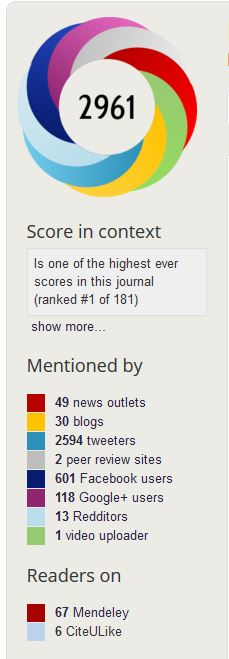 2961
Score in context
Is one of the highest ever
scores in this journal
(ranked #1 of 181)
show more...
Mentioned by
49 news outlets
30 blogs
2594 tweeters
2 peer review sites
601 Facebook users
118 Google+ users
13 Redditors
1 video uploader
Readers on
67 Mendeley
6 CiteULike